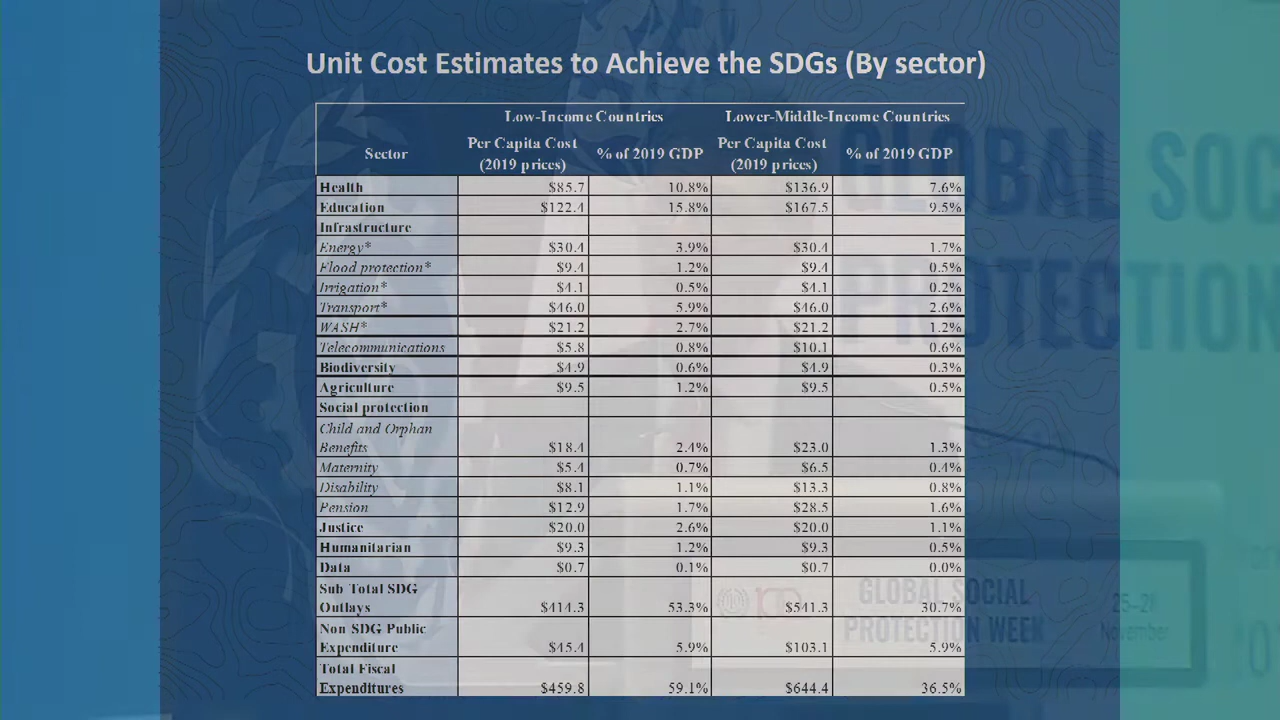 Unit Cost Estimates to Achieve the SDGs (By sector)
Low-Income Countries Lower-Middle-Income Countries
Sector Per Capita Cost (2019 prices) % of 2019 GDP Per Capita Cost (2019 prices) % of 2019 GDP
Health $85.7 10.8% $136.9 7.6%
Education $122.4 15.8% $167.5 9.5%
Infrastructure
Energy* $30.4 3.9% $30.4 1.7%
Flood protection* $9.4 1.2% $9.4 0.5%
Irrigation* $4.1 0.5% $4.1 0.2%
Transport* $46.0 5.9% $46.0 2.6%
WASH* $21.2 2.7% $21.2 1.2%
Telecommunications $5.8 0.8% $10.1 0.6%
Biodiversity $4.9 0.6% $4.9 0.3%
Agriculture $9.5 1.2% $9.5 0.5%
Social protection
Child and Orphan
Benefits $18.4 2.4% $23.0 1.3%
Maternity $5.4 0.7% $6.5 0.4%
Disability $8.1 1.1% $13.3 0.8%
Pension $12.9 1.7% $28.5 1.6%
Justice $20.0 2.6% $20.0 1.1%
Humanitarian $9.3 1.2% $9.3 0.5%
Data $0.7 0.1% $0.7 0.0%
Sub Total SDG
Outlays $414.3 53.3% $541.3 30.7%
Non SDG Public
Expenditure $45.4 5.9% $103.1 5.9%
Total Fiscal
Expenditures $459.8 59.1% $644.4 36.5%
GLOBAL SOC
PROTECTION
GLOBAL SOCIAL
PROTECTION WEEK
November